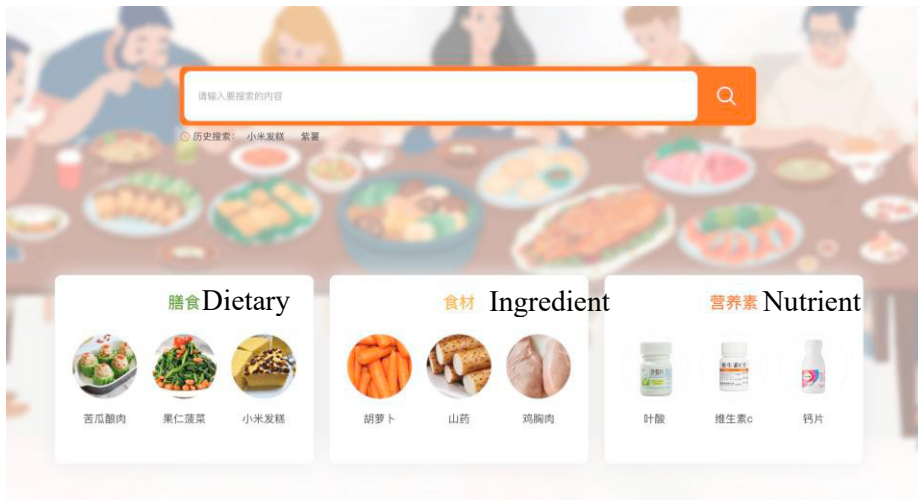 请输入要搜索的内容
历史搜索： 小米发糕 紫薯
膳食Dietary
食材 Ingredient
营养素 Nutrient
苦瓜酿肉 果仁菠菜 小米发糕
胡萝卜 山药 鸡胸肉
叶酸 维生素c 钙片